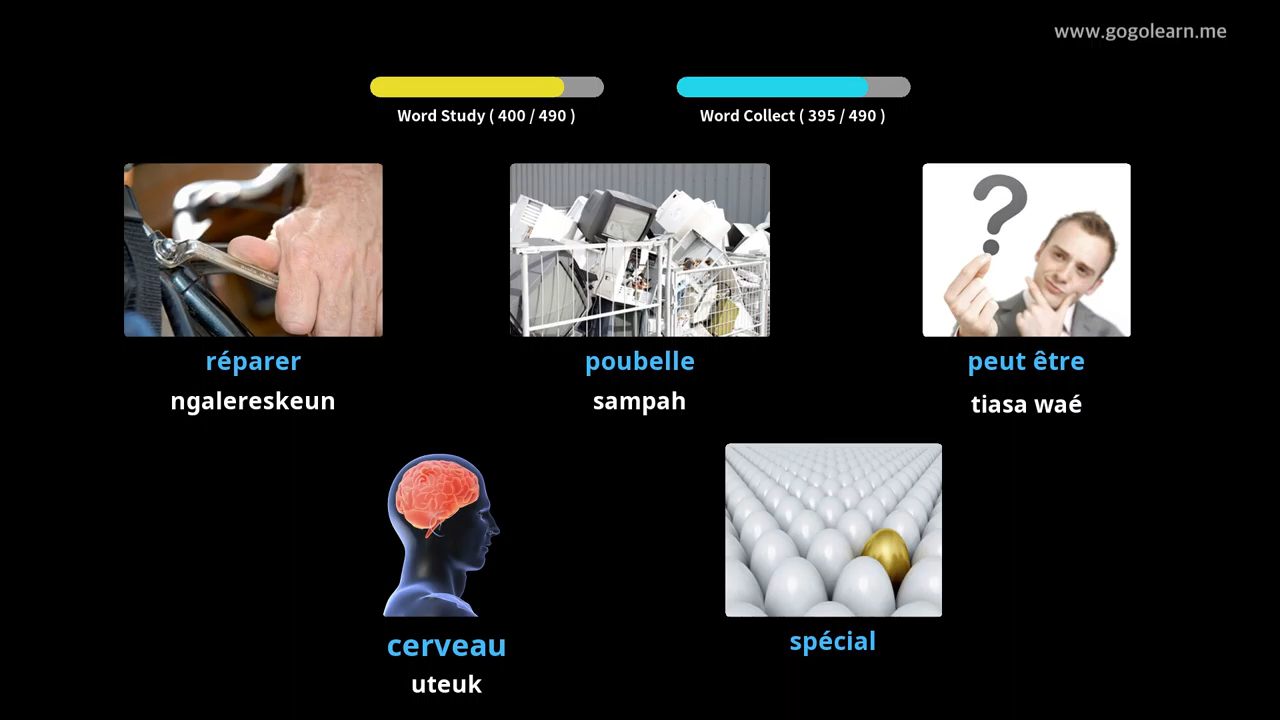 www.gogolearn.me
Word Study ( 400 / 490 )
Word Collect ( 395 / 490 )
réparer
poubelle
peut être
ngalereskeun
sampah
tiasa waé
cerveau
spécial
uteuk